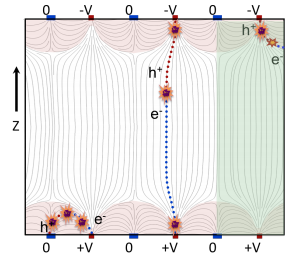 0 -V 0 -V 0 -V
h⁺
h⁺
e⁻
e⁻
Z
h⁺ e⁻
0 +V 0 +V 0 +V